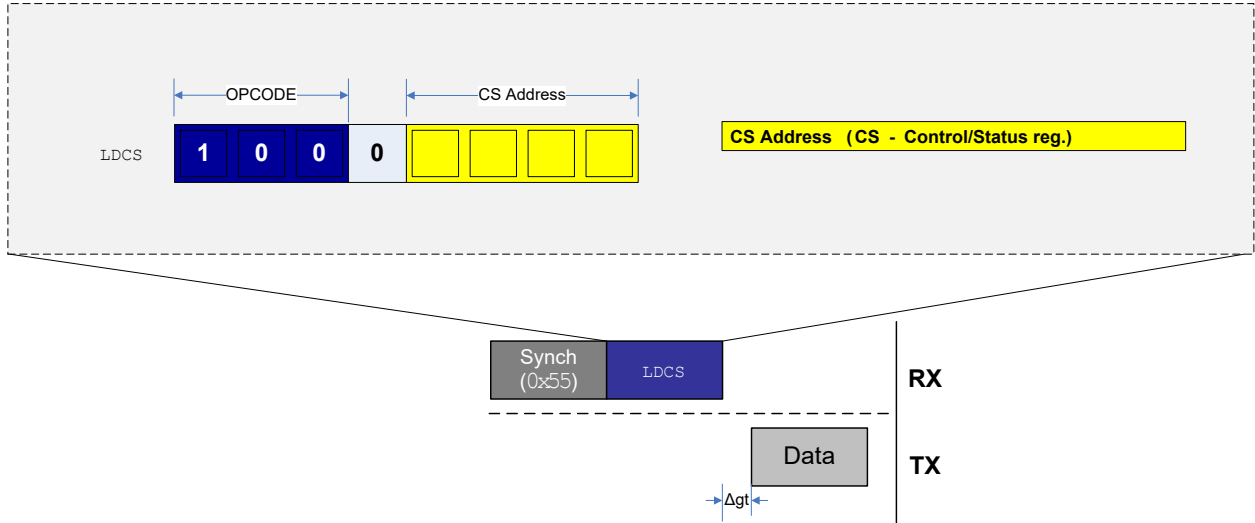 OPCODE CS Address
LDCS 1 0 0 0
CS Address (CS - Control/Status reg.)
Synch
(0x55)
LDCS
RX
Data
TX
Δgt